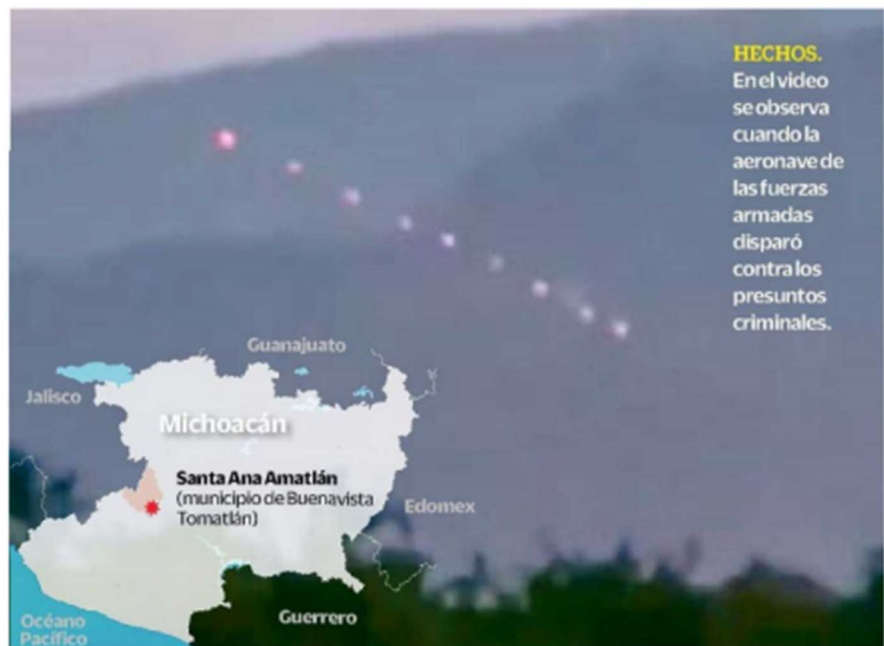 HECHOS.
En el video
se observa
cuando la
aeronave de
las fuerzas
armadas
disparó
contra los
presuntos
criminales.
Guanajuato
Jalisco
Michoacán
Santa Ana Amatlán
(municipio de Buenavista
Tomatlán)
Edomex
Guerrero
Océano
Pacífico